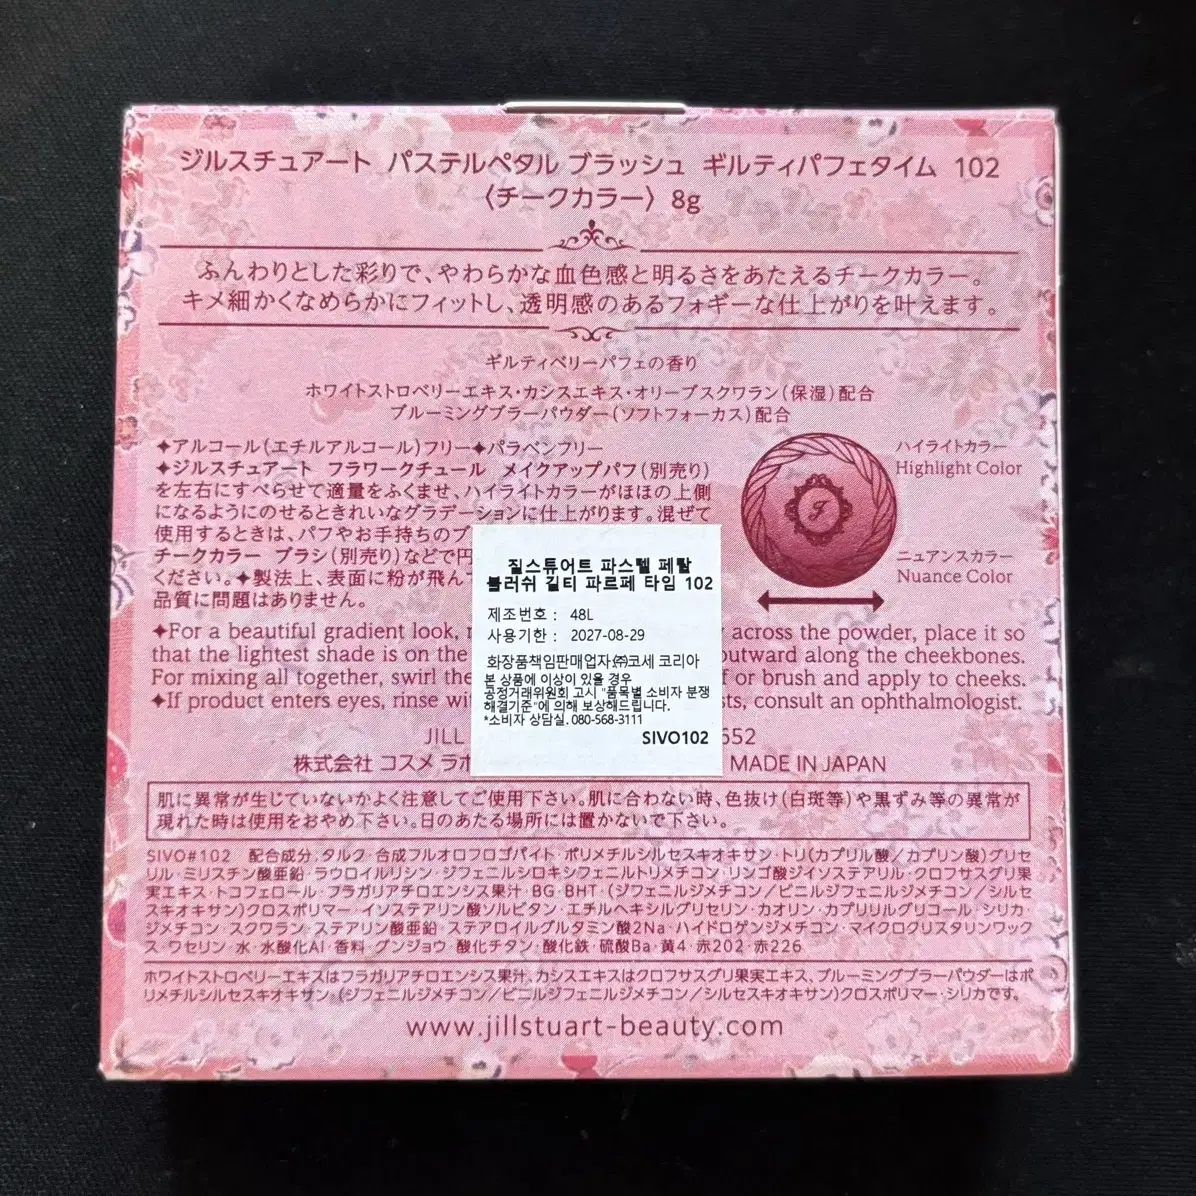 ジルスチュアート パステルペタル ブラッシュ ギルティパフェタイム 102
〈チークカラー〉 8g
ふんわりとした彩りで、やわらかな血色感と明るさをあたえるチークカラー。
キメ細かくなめらかにフィットし、透明感のあるフォギーな仕上がりを叶えます。
ギルティベリーパフェの香り
ホワイトストロベリーエキス・カシスエキス・オリーブスクワラン(保湿)配合
ブルーミングブラーパウダー(ソフトフォーカス)配合
✦アルコール(エチルアルコール)フリー✦パラベンフリー
✦ジルスチュアート フラワークチュール メイクアップパフ(別売り)
を左右にすべらせて適量をふくませ、ハイライトカラーがほほの上側
になるようにのせるときれいなグラデーションに仕上がります。混ぜて
使用するときは、パフやお手持ちのブ
チークカラー ブラシ(別売り)などで円
ください。✦製法上、表面に粉が飛んで
品質に問題はありません。
ハイライトカラー
Highlight Color
ニュアンスカラー
Nuance Color
질스튜어트 파스텔 페탈
블러쉬 길티 파르페 타임 102
제조번호 : 48L
사용기한 : 2027-08-29
화장품책임판매업자㈜코세 코리아
본 상품에 이상이 있을 경우
공정거래위원회 고시 "품목별 소비자 분쟁
해결기준"에 의해 보상해드립니다.
*소비자 상담실. 080-568-3111
SIVO102
✦For a beautiful gradient look, across the powder, place it so
that the lightest shade is on the outward along the cheekbones.
For mixing all together, swirl the or brush and apply to cheeks.
✦If product enters eyes, rinse consult an ophthalmologist.
JILL
株式会社 コスメ ラボ MADE IN JAPAN
肌に異常が生じていないかよく注意してご使用下さい。肌に合わない時、色抜け(白斑等)や黒ずみ等の異常が
現れた時は使用をおやめ下さい。日のあたる場所には置かないで下さい。
SIVO#102 配合成分:タルク・合成フルオロフロゴパイト・ポリメチルシルセスキオキサン・トリ(カプリル酸/カプリン酸)グリセ
リル・ミリスチン酸亜鉛・ラウロイルリシン・ジフェニルシロキシフェニルトリメチコン・リンゴ酸ジイソステアリル・クロフサスグリ果
実エキス・トコフェロール・フラガリアチロエンシス果汁・BG・BHT・(ジフェニルジメチコン/ビニルジフェニルジメチコン/シルセ
スキオキサン)クロスポリマー・イソステアリン酸ソルビタン・エチルヘキシルグリセリン・カオリン・カプリリルグリコール・シリカ・
ジメチコン・スクワラン・ステアリン酸亜鉛・ステアロイルグルタミン酸2Na・ハイドロゲンジメチコン・マイクロクリスタリンワック
ス・ワセリン・水・水酸化Al・香料・グンジョウ・酸化チタン・酸化鉄・硫酸Ba・黄4・赤202・赤226
ホワイトストロベリーエキスはフラガリアチロエンシス果汁、カシスエキスはクロフサスグリ果実エキス、ブルーミングブラーパウダーはポ
リメチルシルセスキオキサン・(ジフェニルジメチコン/ビニルジフェニルジメチコン/シルセスキオキサン)クロスポリマー・シリカです。
www.jillstuart-beauty.com